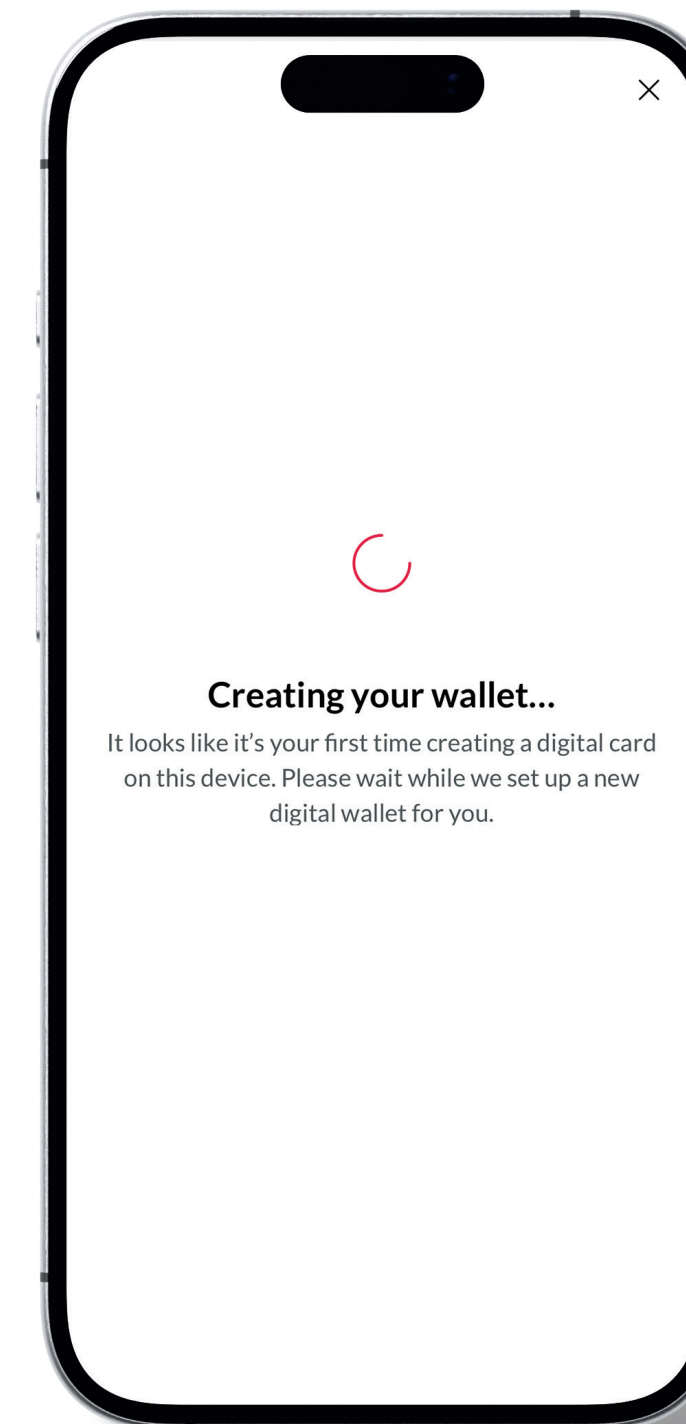 Creating your wallet...
It looks like it’s your first time creating a digital card
on this device. Please wait while we set up a new
digital wallet for you.